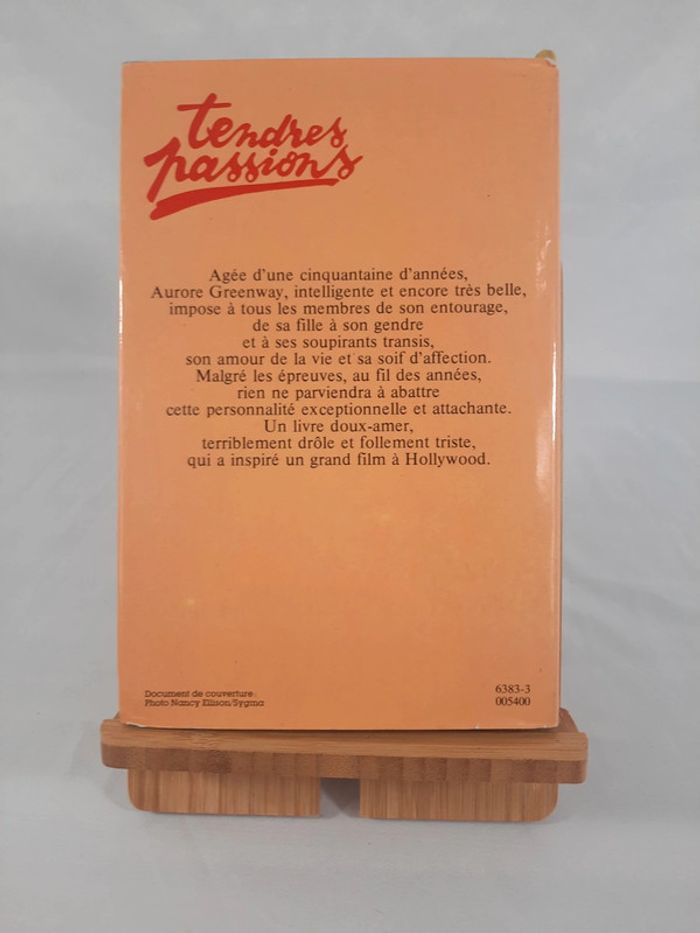 tendres
passions
Agée d'une cinquantaine d'années,
Aurore Greenway, intelligente et encore très belle,
impose à tous les membres de son entourage,
de sa fille à son gendre
et à ses soupirants transis,
son amour de la vie et sa soif d'affection.
Malgré les épreuves, au fil des années,
rien ne parviendra à abattre
cette personnalité exceptionnelle et attachante.
Un livre doux-amer,
terriblement drôle et follement triste,
qui a inspiré un grand film à Hollywood.
Document de couverture :
Photo Nancy Ellison/Sygma
6383-3
005400